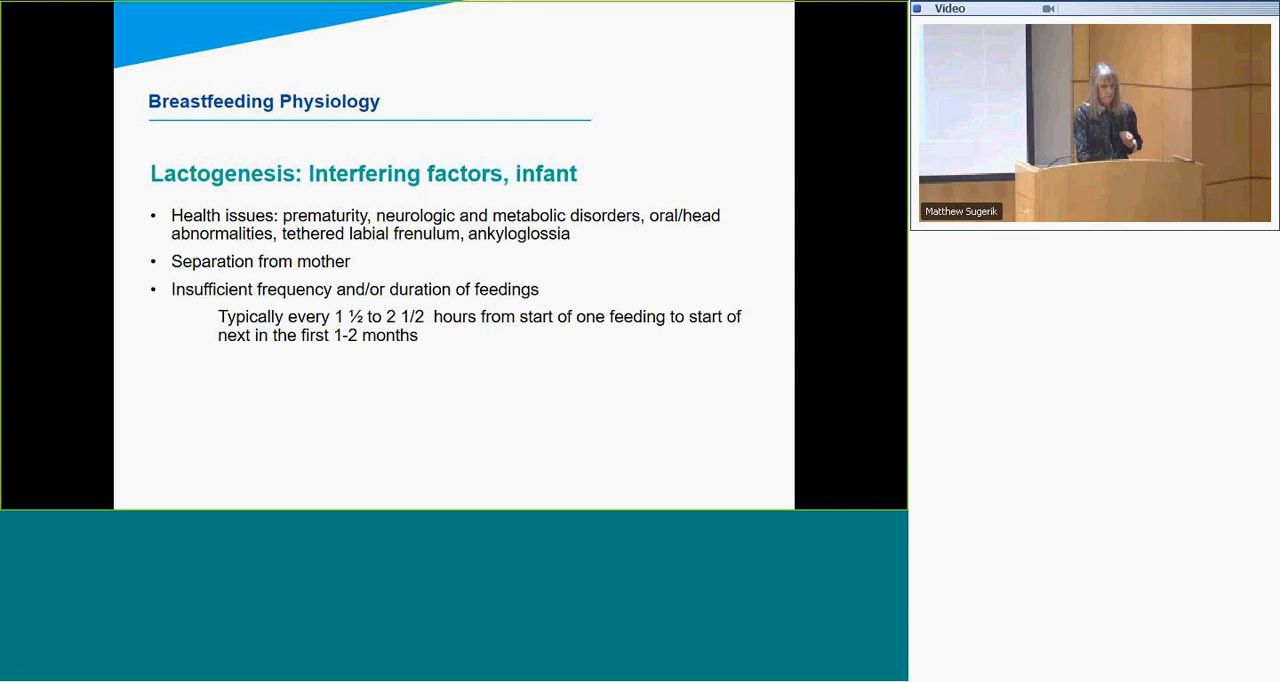 Breastfeeding Physiology
Lactogenesis: Interfering factors, infant
• Health issues: prematurity, neurologic and metabolic disorders, oral/head
abnormalities, tethered labial frenulum, ankyloglossia
• Separation from mother
• Insufficient frequency and/or duration of feedings
Typically every 1 ½ to 2 1/2 hours from start of one feeding to start of
next in the first 1-2 months
Video
Matthew Sugerik